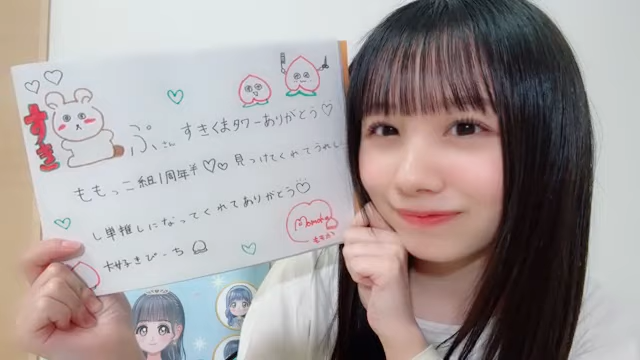 すき
ぷぅさん すきくまタワーありがとう♡
ももっこ組1周年🎉♡♡ 見つけてくれてうれし
し単推しになってくれてありがとう♡
大好きぴーち